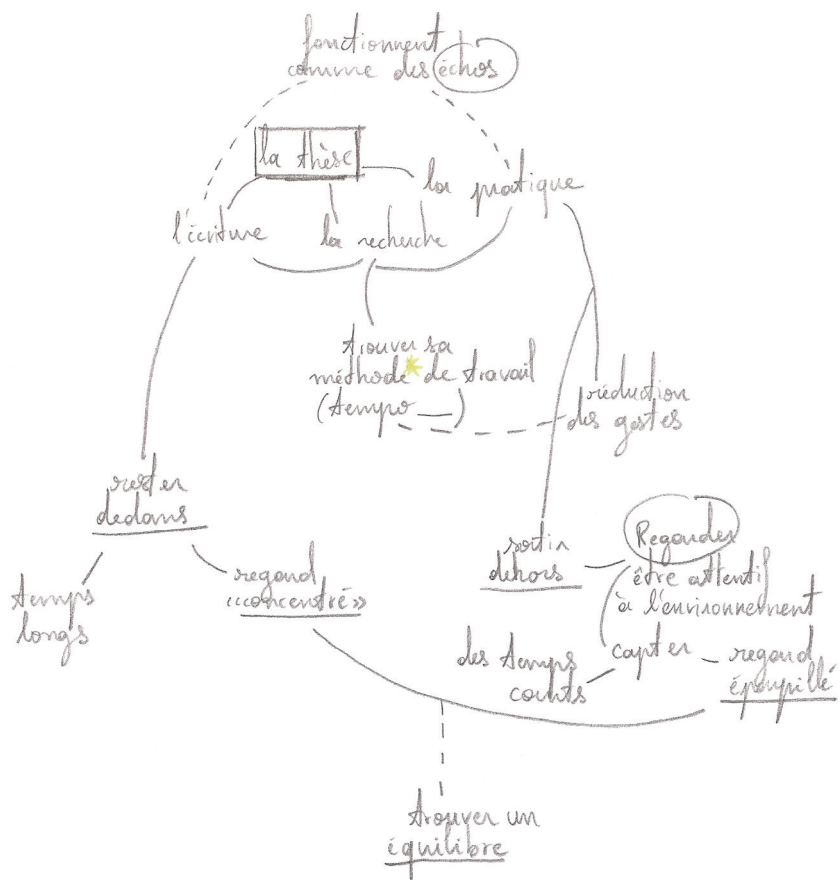 fonctionnent
comme des échos
la thèse
la pratique
l'écriture
la recherche
trouver sa
méthode de travail
(tempo __)
réduction
des gestes
rester
dedans
temps
longs
regard
«concentré»
sortir
dehors
Regarder
être attentif
à l'environnement
capter
des temps
courts
regard
éparpillé
trouver un
équilibre